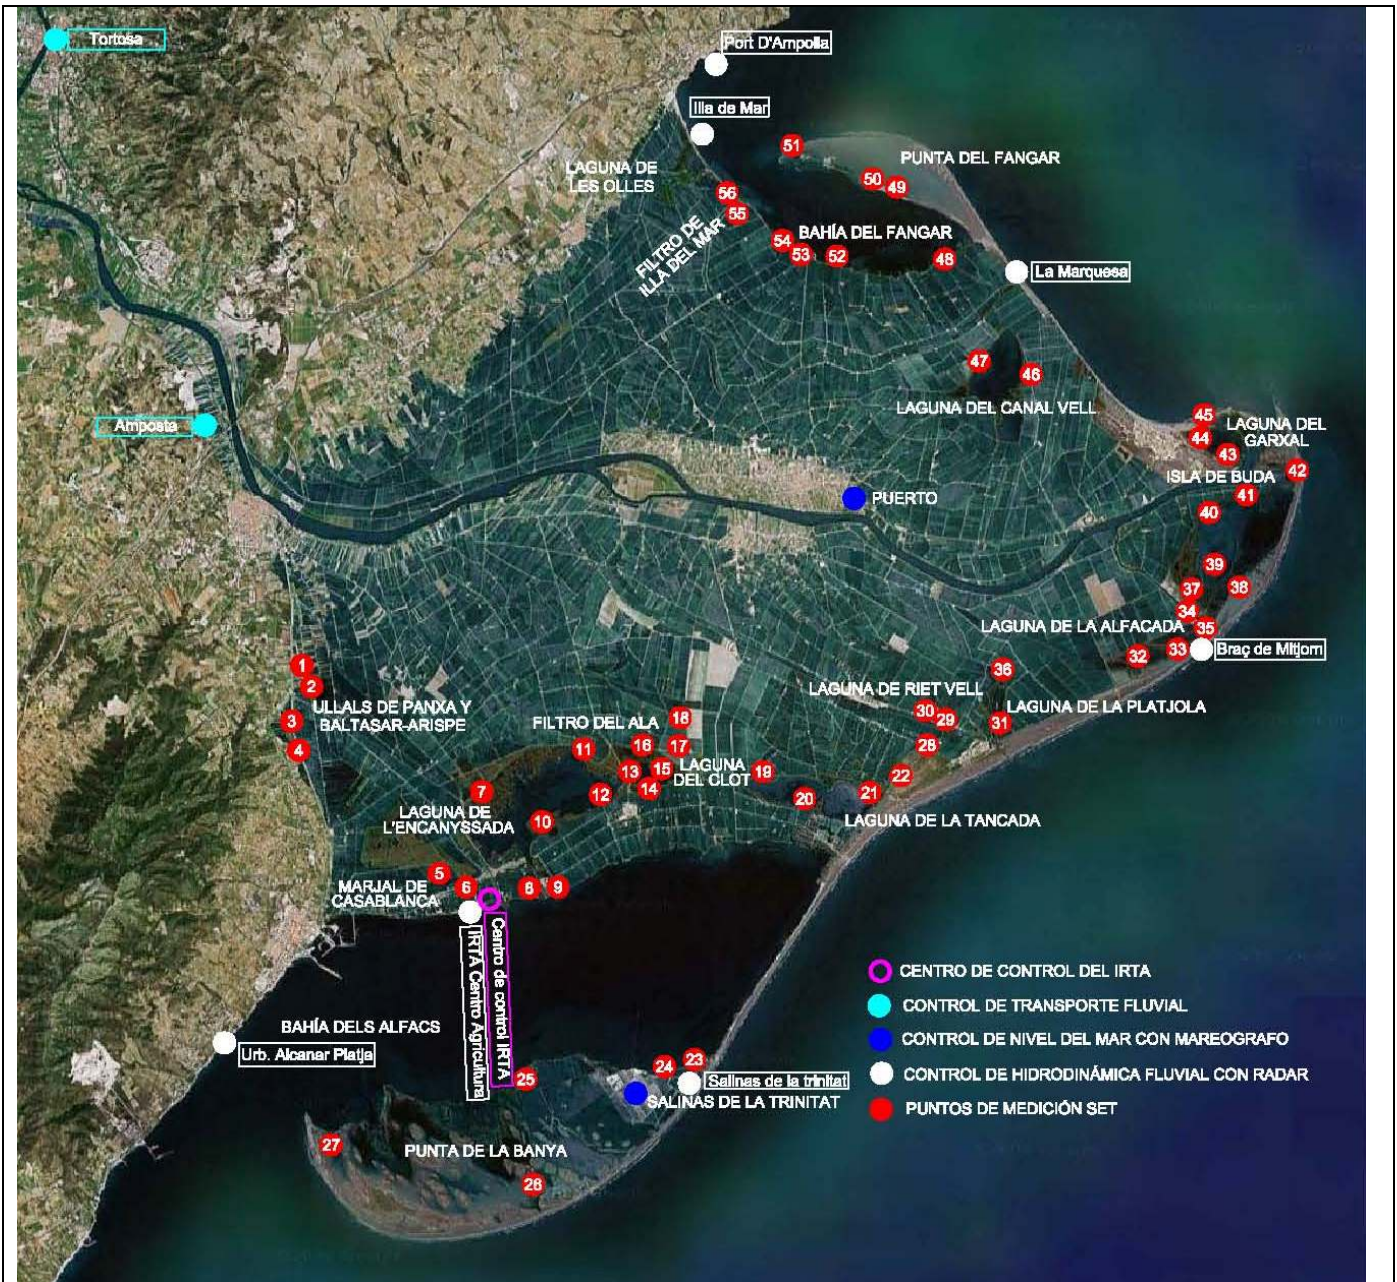 Tortosa
Port D'Ampolla
Illa de Mar
51
PUNTA DEL FANGAR
LAGUNA DE
LES OLLES
50
49
56
55
FILTRO DE
ILLA DEL MAR
BAHÍA DEL FANGAR
54
53
52
48
La Marquesa
47
46
LAGUNA DEL CANAL VELL
Amposta
45
LAGUNA DEL
GARXAL
44
43
42
ISLA DE BUDA
41
40
PUERTO
39
38
37
34
LAGUNA DE LA ALFACADA
35
33
32
Braç de Mitjorn
36
1
2
3
4
ULLALS DE PANXA Y
BALTASAR-ARISPE
LAGUNA DE RIET VELL
30
29
31
LAGUNA DE LA PLATJOLA
28
FILTRO DEL ALA
18
17
16
11
13
15
14
12
LAGUNA
DEL CLOT
19
20
21
22
LAGUNA DE LA TANCADA
7
LAGUNA DE
L'ENCANYSSADA
10
5
6
8
9
MARJAL DE
CASABLANCA
IRTA Centro Agricultura
Centro de control IRTA
BAHÍA DELS ALFACS
Urb. Alcanar Platja
25
24
23
Salinas de la trinitat
SALINAS DE LA TRINITAT
27
PUNTA DE LA BANYA
26
CENTRO DE CONTROL DEL IRTA
CONTROL DE TRANSPORTE FLUVIAL
CONTROL DE NIVEL DEL MAR CON MAREOGRAFO
CONTROL DE HIDRODINÁMICA FLUVIAL CON RADAR
PUNTOS DE MEDICIÓN SET